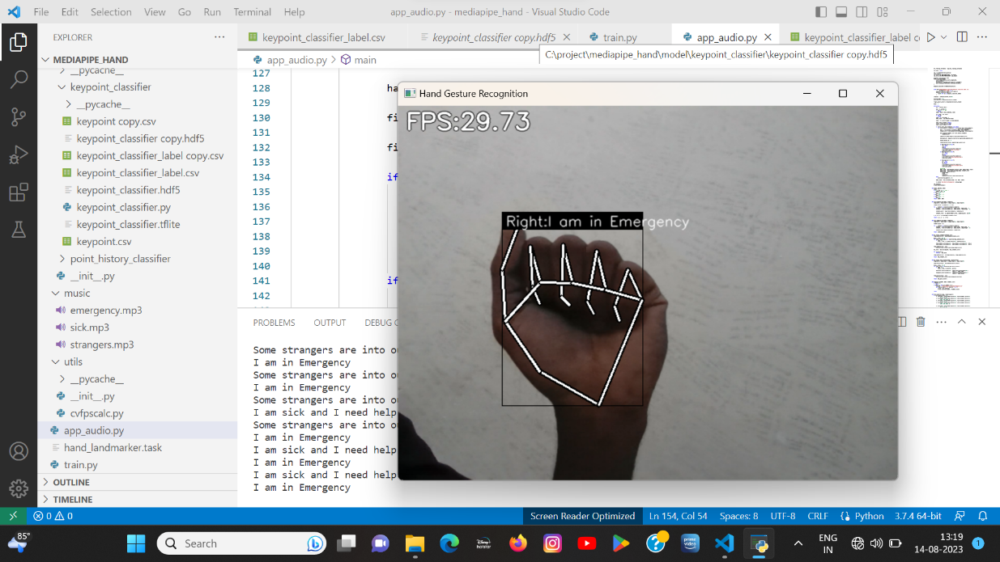 File Edit Selection View Go Run Terminal Help
app_audio.py - mediapipe_hand - Visual Studio Code
EXPLORER
MEDIAPIPE_HAND
__pycache__
keypoint_classifier
__pycache__
keypoint copy.csv
keypoint_classifier copy.hdf5
keypoint_classifier_label copy.csv
keypoint_classifier_label.csv
keypoint_classifier.hdf5
keypoint_classifier.py
keypoint_classifier.tflite
keypoint.csv
point_history_classifier
__init__.py
music
emergency.mp3
sick.mp3
strangers.mp3
utils
__pycache__
__init__.py
cvfpscalc.py
app_audio.py
hand_landmarker.task
train.py
OUTLINE
TIMELINE
keypoint_classifier_label.csv
keypoint_classifier copy.hdf5
train.py
app_audio.py
keypoint_classifier_label c
app_audio.py > main
C:\project\mediapipe_hand\model\keypoint_classifier\keypoint_classifier copy.hdf5
127
128 ha
129
130 fi
131
132 fi
133
134 if
135
136
137
138
139
140
141 if
142
Hand Gesture Recognition
FPS:29.73
Right:I am in Emergency
PROBLEMS OUTPUT DEBUG C
Some strangers are into ou
I am in Emergency
Some strangers are into ou
I am in Emergency
Some strangers are into ou
I am sick and I need help
Some strangers are into ou
I am in Emergency
I am sick and I need help
I am in Emergency
I am sick and I need help
I am in Emergency
0 0
Screen Reader Optimized Ln 154, Col 54 Spaces: 8 UTF-8 CRLF Python 3.7.4 64-bit
85°
Search
prime video
ENG
IN
13:19
14-08-2023
1